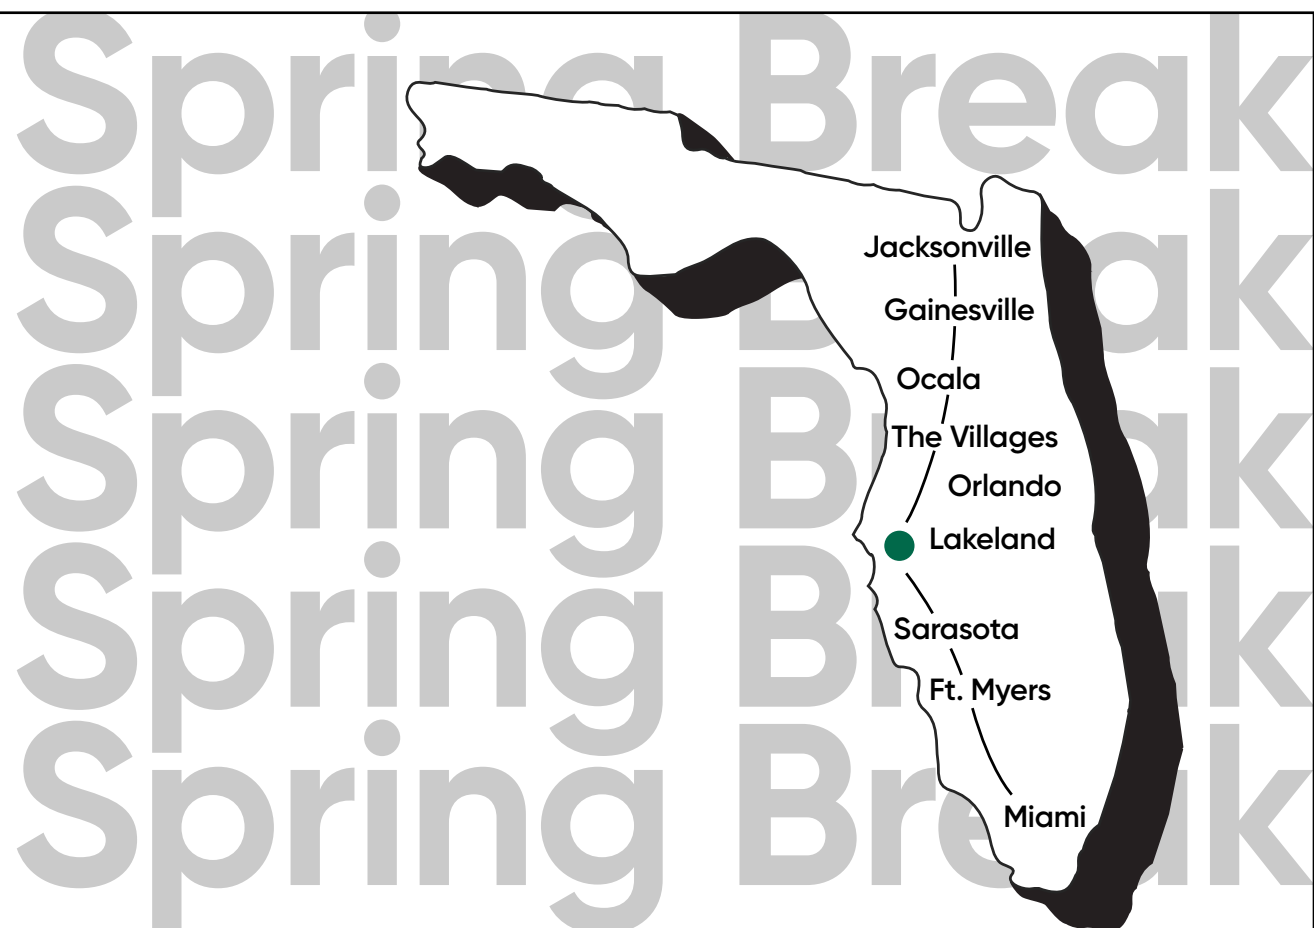 Spring Break
Spring Break
Jacksonville
Gainesville
Spring Break
Ocala
The Villages
Orlando
Lakeland
Spring Break
Sarasota
Ft. Myers
Spring Break
Miami